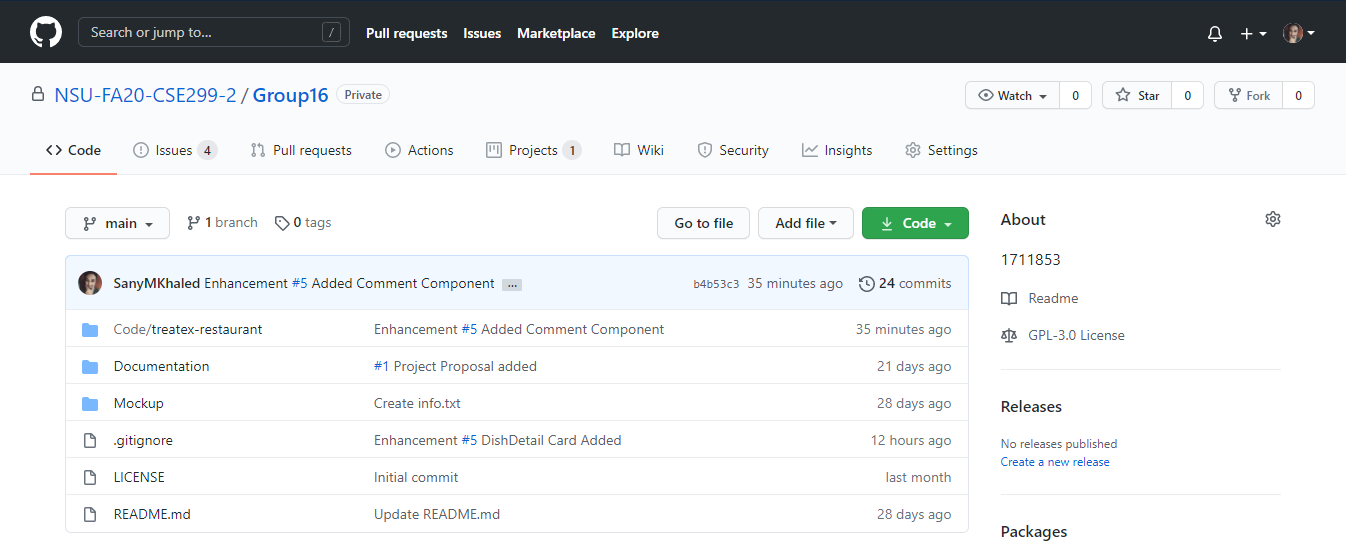 Search or jump to... / Pull requests Issues Marketplace Explore
NSU-FA20-CSE299-2 / Group16 Private Watch 0 Star 0 Fork 0
Code Issues 4 Pull requests Actions Projects 1 Wiki Security Insights Settings
main 1 branch 0 tags Go to file Add file Code
SanyMKhaled Enhancement #5 Added Comment Component ... b4b53c3 35 minutes ago 24 commits
Code/treatex-restaurant Enhancement #5 Added Comment Component 35 minutes ago
Documentation #1 Project Proposal added 21 days ago
Mockup Create info.txt 28 days ago
.gitignore Enhancement #5 DishDetail Card Added 12 hours ago
LICENSE Initial commit last month
README.md Update README.md 28 days ago
About
1711853
Readme
GPL-3.0 License
Releases
No releases published
Create a new release
Packages